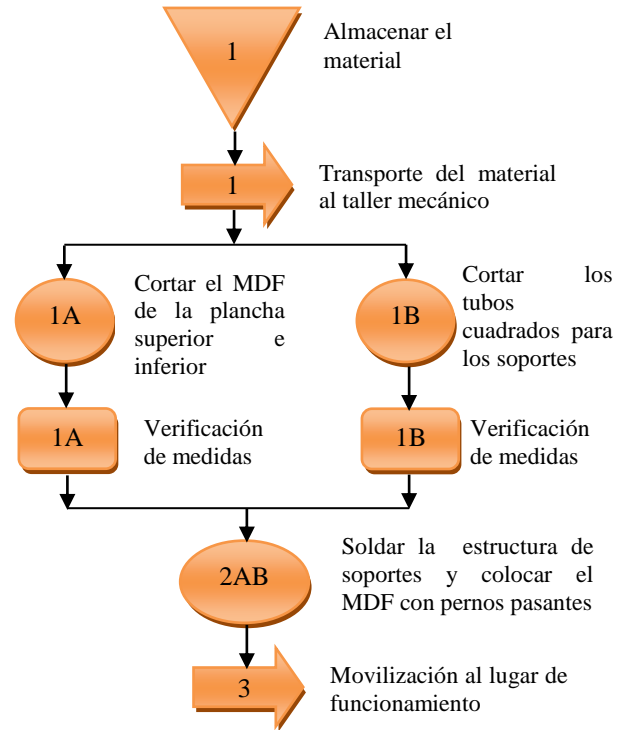 1
Almacenar el
material
1
Transporte del material
al taller mecánico
1A
Cortar el MDF
de la plancha
superior e
inferior
1B
Cortar los
tubos
cuadrados para
los soportes
1A
Verificación
de medidas
1B
Verificación
de medidas
2AB
Soldar la estructura de
soportes y colocar el
MDF con pernos pasantes
3
Movilización al lugar de
funcionamiento